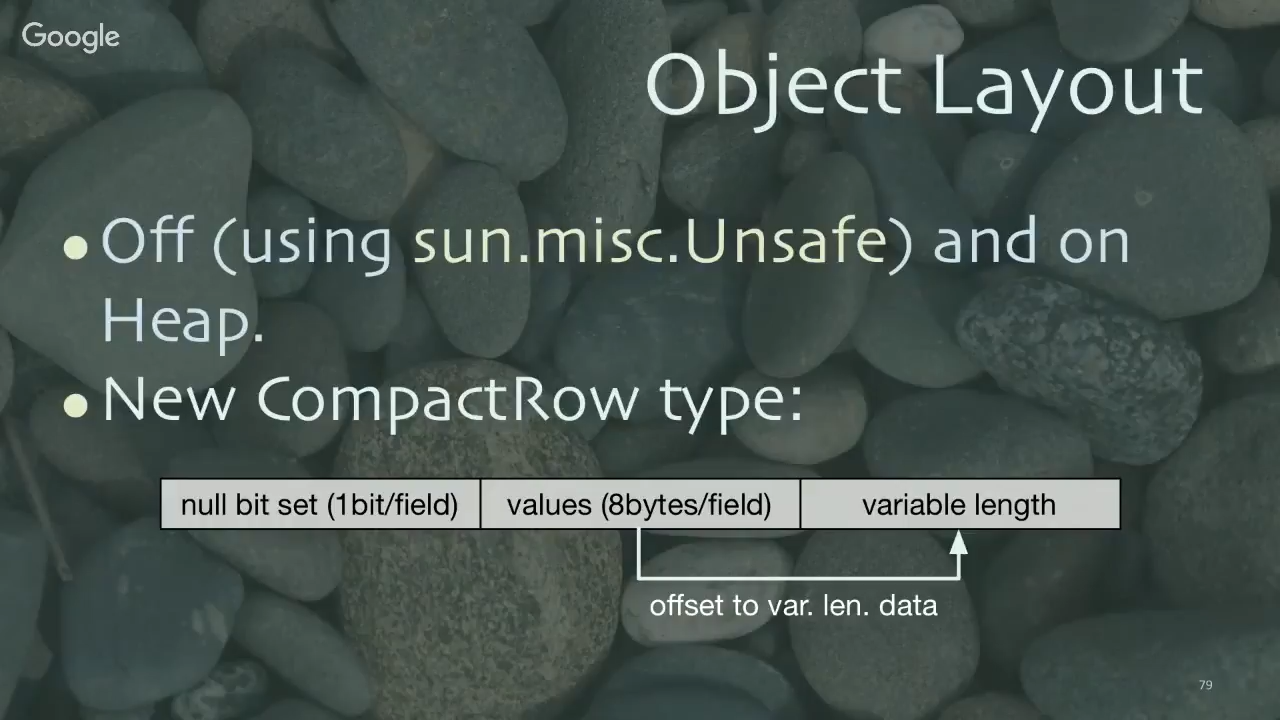 Google
Object Layout
• Off (using sun.misc.Unsafe) and on
Heap.
• New CompactRow type:
null bit set (1bit/field) values (8bytes/field) variable length
offset to var. len. data
79